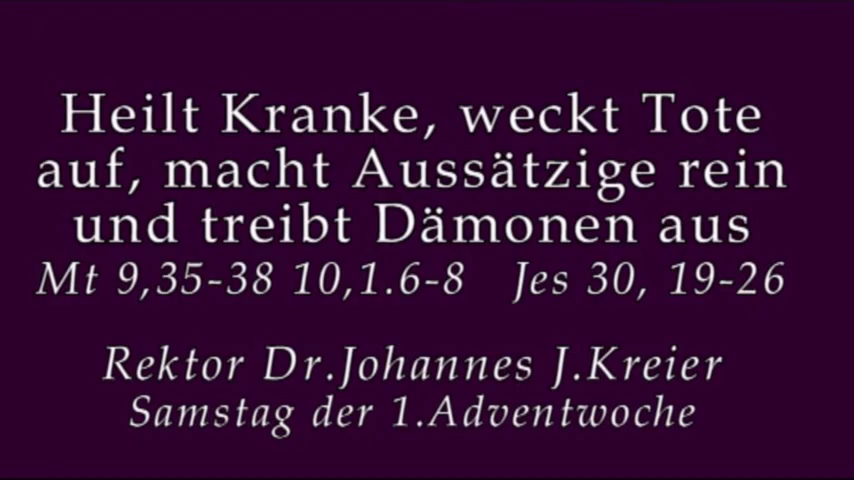 Heilt Kranke, weckt Tote
auf, macht Aussätzige rein
und treibt Dämonen aus
Mt 9,35-38 10,1.6-8 Jes 30, 19-26
Rektor Dr.Johannes J.Kreier
Samstag der 1.Adventwoche